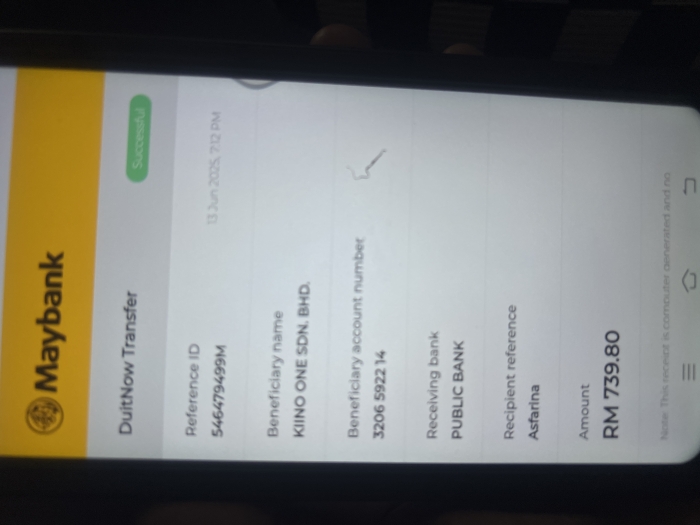 Maybank
DuitNow Transfer
Successful
Reference ID
546479499M
13 Jun 2025, 7:12 PM
Beneficiary name
KIINO ONE SDN. BHD.
Beneficiary account number
3206 5922 14
Receiving bank
PUBLIC BANK
Recipient reference
Asfarina
Amount
RM 739.80
Note: This receipt is computer generated and no